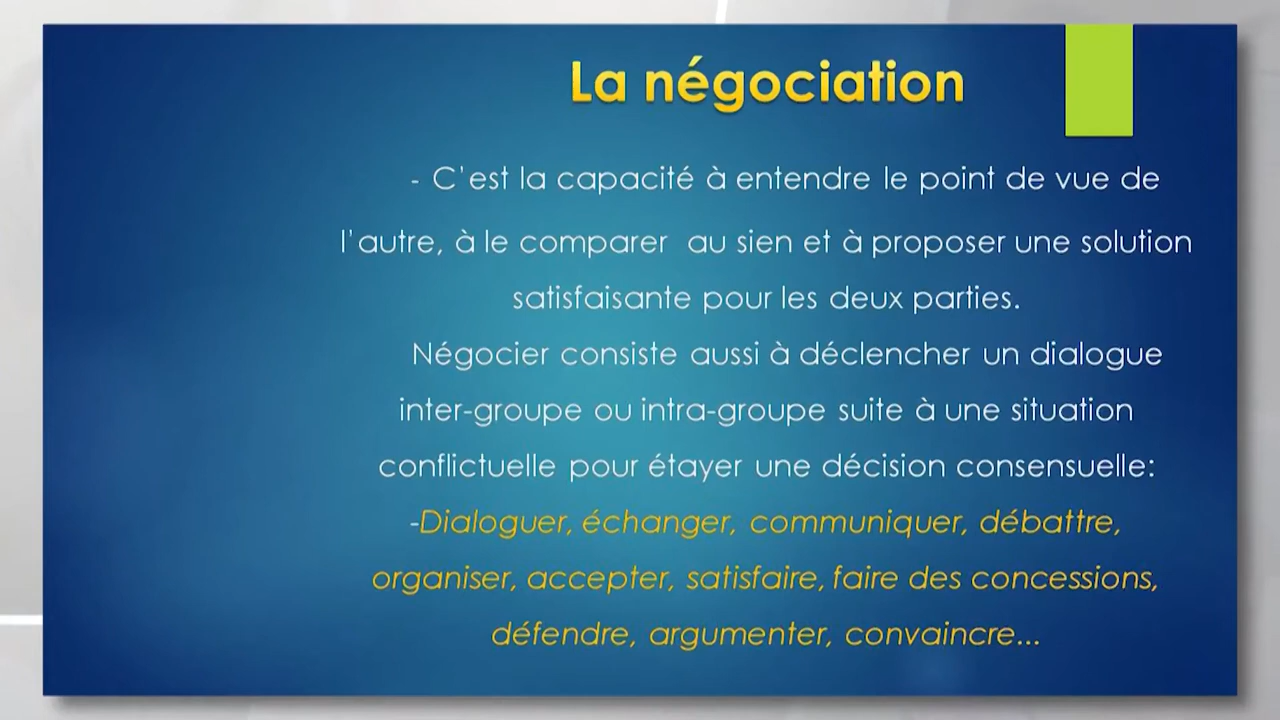 La négociation
- C'est la capacité à entendre le point de vue de
l'autre, à le comparer au sien et à proposer une solution
satisfaisante pour les deux parties.
Négocier consiste aussi à déclencher un dialogue
inter-groupe ou intra-groupe suite à une situation
conflictuelle pour étayer une décision consensuelle:
-Dialoguer, échanger, communiquer, débattre,
organiser, accepter, satisfaire, faire des concessions,
défendre, argumenter, convaincre...